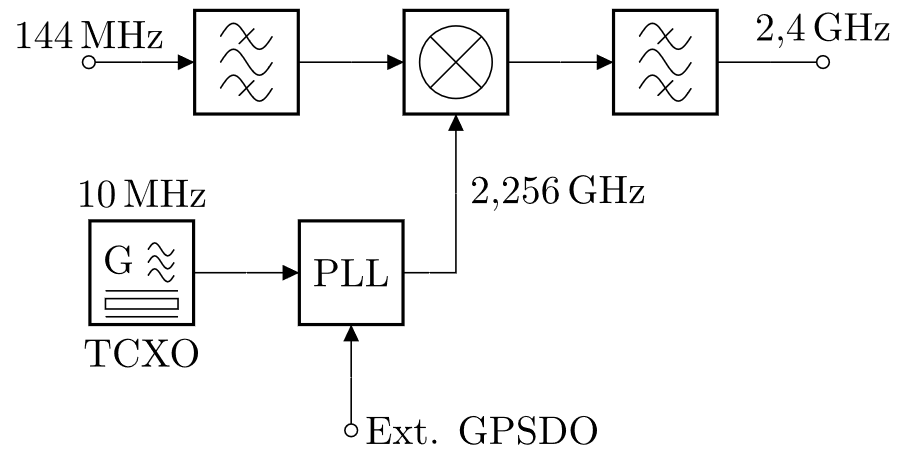 144 MHz
2,4 GHz
10 MHz
2,256 GHz
G
PLL
TCXO
Ext. GPSDO